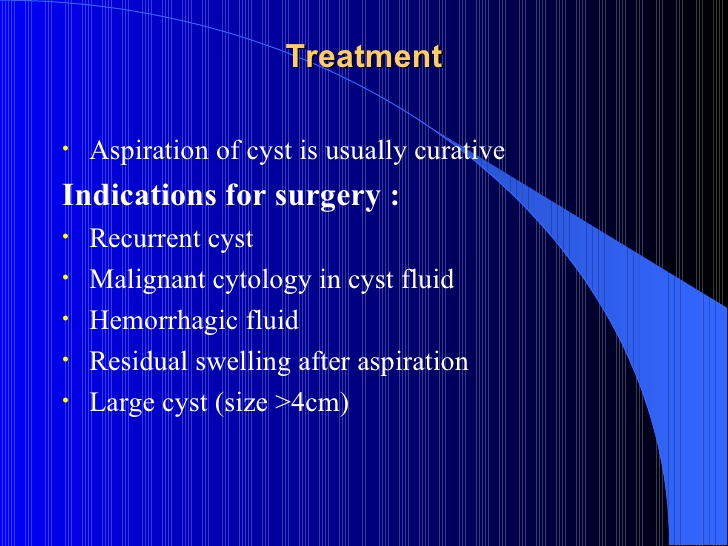 Treatment
• Aspiration of cyst is usually curative
Indications for surgery :
• Recurrent cyst
• Malignant cytology in cyst fluid
• Hemorrhagic fluid
• Residual swelling after aspiration
• Large cyst (size >4cm)